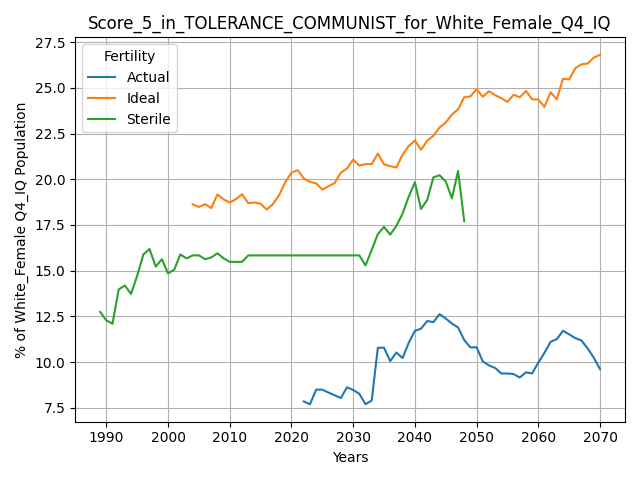 Score_5_in_TOLERANCE_COMMUNIST_for_White_Female_Q4_IQ
Fertility
Actual
Ideal
Sterile
% of White_Female Q4_IQ Population
27.5
25.0
22.5
20.0
17.5
15.0
12.5
10.0
7.5
1990 2000 2010 2020 2030 2040 2050 2060 2070
Years